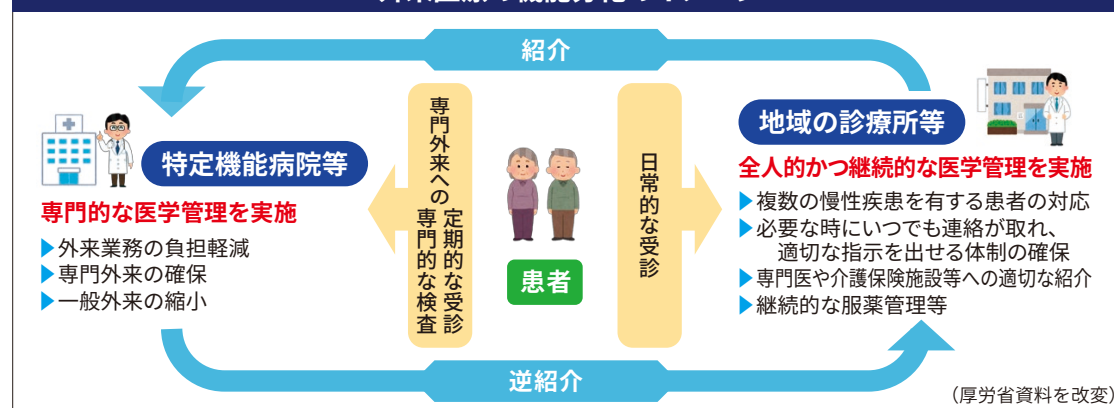 紹介
特定機能病院等
専門的な医学管理を実施
▶外来業務の負担軽減
▶専門外来の確保
▶一般外来の縮小
専門外来への
定期的な受診
専門的な検査
患者
日常的な受診
地域の診療所等
全人的かつ継続的な医学管理を実施
▶複数の慢性疾患を有する患者の対応
▶必要な時にいつでも連絡が取れ、
適切な指示を出せる体制の確保
▶専門医や介護保険施設等への適切な紹介
▶継続的な服薬管理等
逆紹介
(厚労省資料を改変)